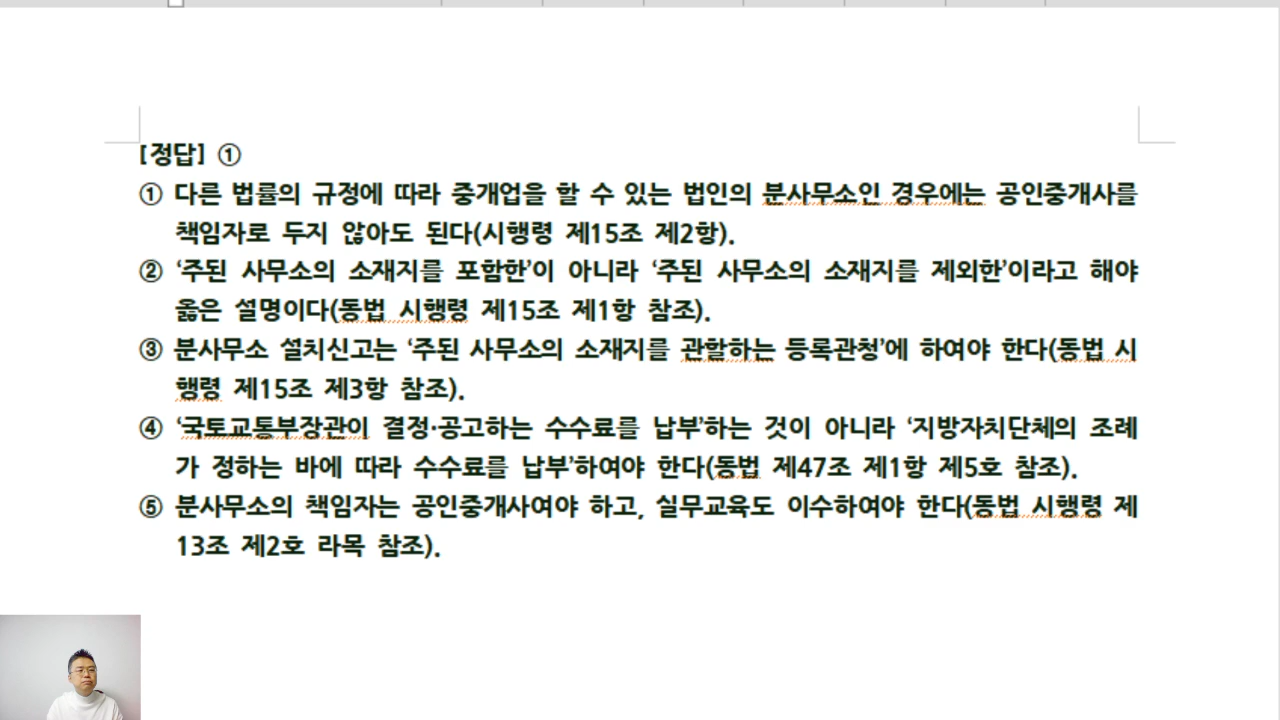 [정답] ①
① 다른 법률의 규정에 따라 중개업을 할 수 있는 법인의 분사무소인 경우에는 공인중개사를
책임자로 두지 않아도 된다(시행령 제15조 제2항).
② ‘주된 사무소의 소재지를 포함한’이 아니라 ‘주된 사무소의 소재지를 제외한’이라고 해야
옳은 설명이다(동법 시행령 제15조 제1항 참조).
③ 분사무소 설치신고는 ‘주된 사무소의 소재지를 관할하는 등록관청’에 하여야 한다(동법 시
행령 제15조 제3항 참조).
④ ‘국토교통부장관이 결정·공고하는 수수료를 납부’하는 것이 아니라 ‘지방자치단체의 조례
가 정하는 바에 따라 수수료를 납부’하여야 한다(동법 제47조 제1항 제5호 참조).
⑤ 분사무소의 책임자는 공인중개사여야 하고, 실무교육도 이수하여야 한다(동법 시행령 제
13조 제2호 라목 참조).